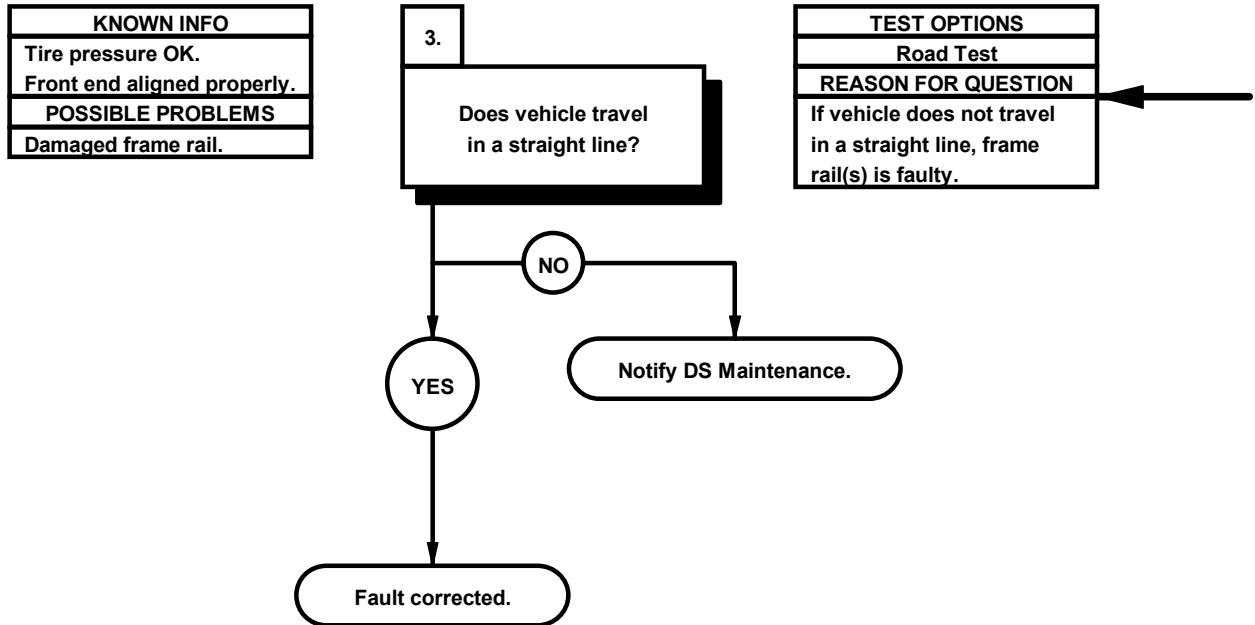 KNOWN INFO
Tire pressure OK.
Front end aligned properly.
POSSIBLE PROBLEMS
Damaged frame rail.
3.
Does vehicle travel
in a straight line?
TEST OPTIONS
Road Test
REASON FOR QUESTION
If vehicle does not travel
in a straight line, frame
rail(s) is faulty.
NO
YES
Notify DS Maintenance.
Fault corrected.